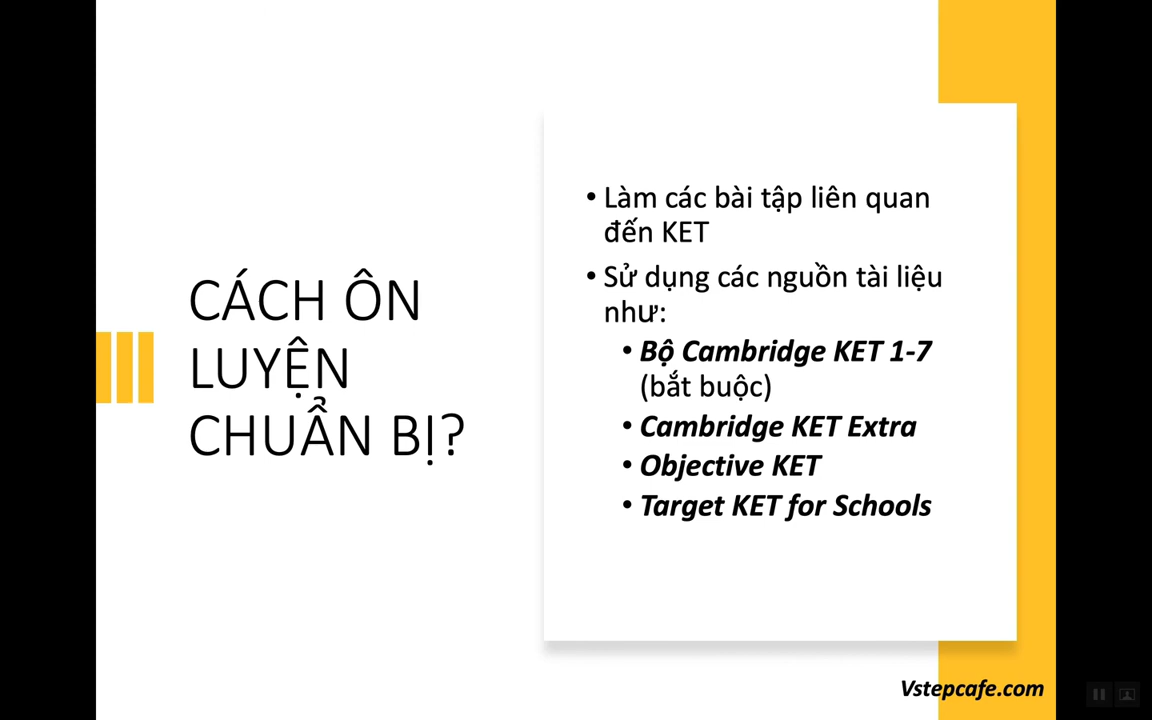 CÁCH ÔN
LUYỆN
CHUẨN BỊ?
• Làm các bài tập liên quan
đến KET
• Sử dụng các nguồn tài liệu
như:
• Bộ Cambridge KET 1-7
(bắt buộc)
• Cambridge KET Extra
• Objective KET
• Target KET for Schools
Vstepcafe.com